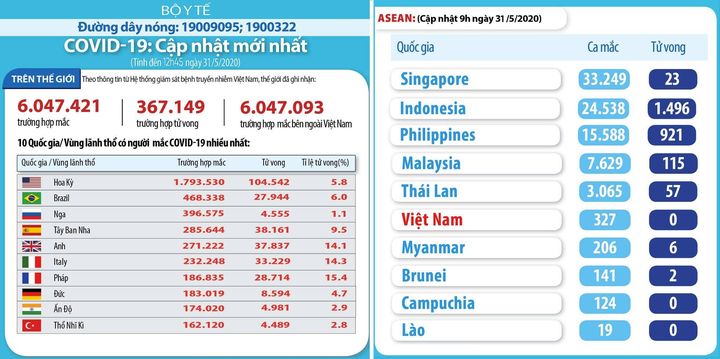 BỘ Y TẾ
Đường dây nóng: 19009095; 1900322
COVID-19: Cập nhật mới nhất
(Tính đến 12h45 ngày 31/5/2020)
TRÊN THẾ GIỚI
Theo thông tin từ Hệ thống giám sát bệnh truyền nhiễm Việt Nam, thế giới đã ghi nhận:
6.047.421 367.149 6.047.093
trường hợp mắc trường hợp tử vong trường hợp mắc bên ngoài Việt Nam
10 Quốc gia/ Vùng lãnh thổ có người mắc COVID-19 nhiều nhất:
Quốc gia / Vùng lãnh thổ Trường hợp mắc Tử vong Tỉ lệ tử vong(%)
Hoa Kỳ 1.793.530 104.542 5.8
Brazil 468.338 27.944 6.0
Nga 396.575 4.555 1.1
Tây Ban Nha 285.644 38.161 9.5
Anh 271.222 37.837 14.1
Italy 232.248 33.229 14.3
Pháp 186.835 28.714 15.4
Đức 183.019 8.594 4.7
Ấn Độ 174.020 4.981 2.9
Thổ Nhĩ Kì 162.120 4.489 2.8
ASEAN: (Cập nhật 9h ngày 31/5/2020)
Quốc gia Ca mắc Tử vong
Singapore 33.249 23
Indonesia 24.538 1.496
Philippines 15.588 921
Malaysia 7.629 115
Thái Lan 3.065 57
Việt Nam 327 0
Myanmar 206 6
Brunei 141 2
Campuchia 124 0
Lào 19 0